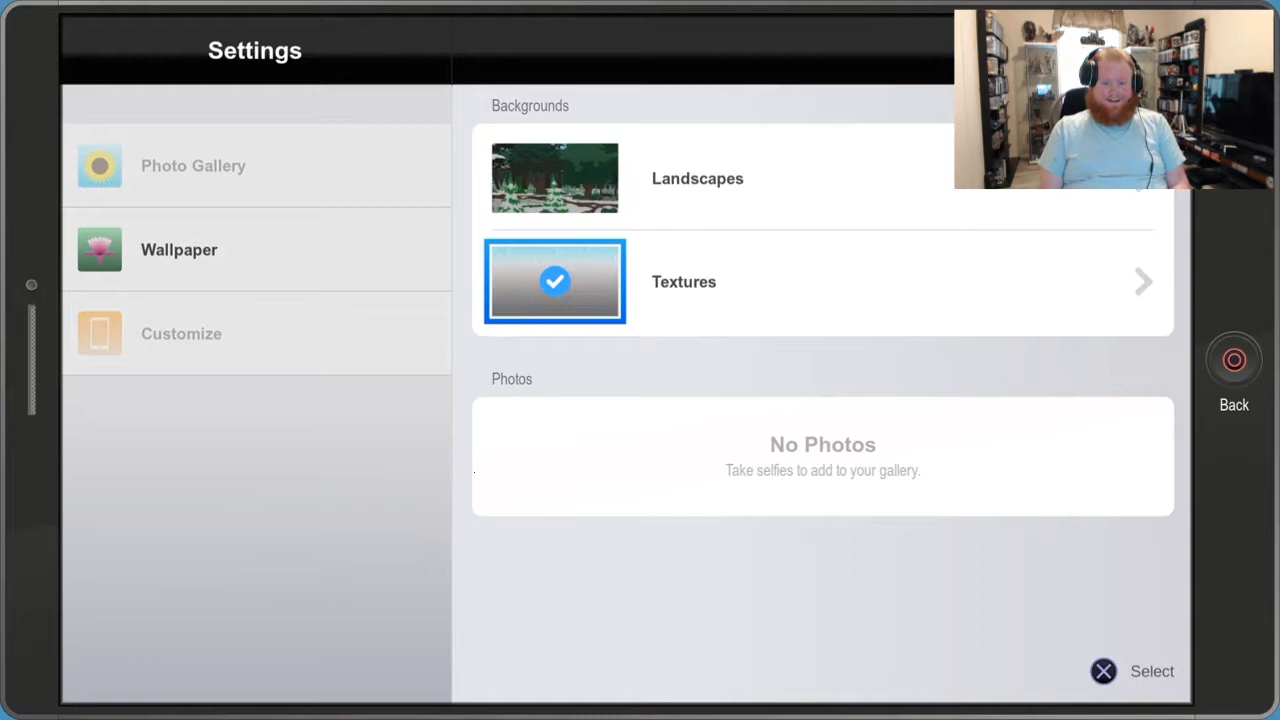 Settings
Photo Gallery
Wallpaper
Customize
Backgrounds
Landscapes
Textures
Photos
No Photos
Take selfies to add to your gallery.
Back
Select